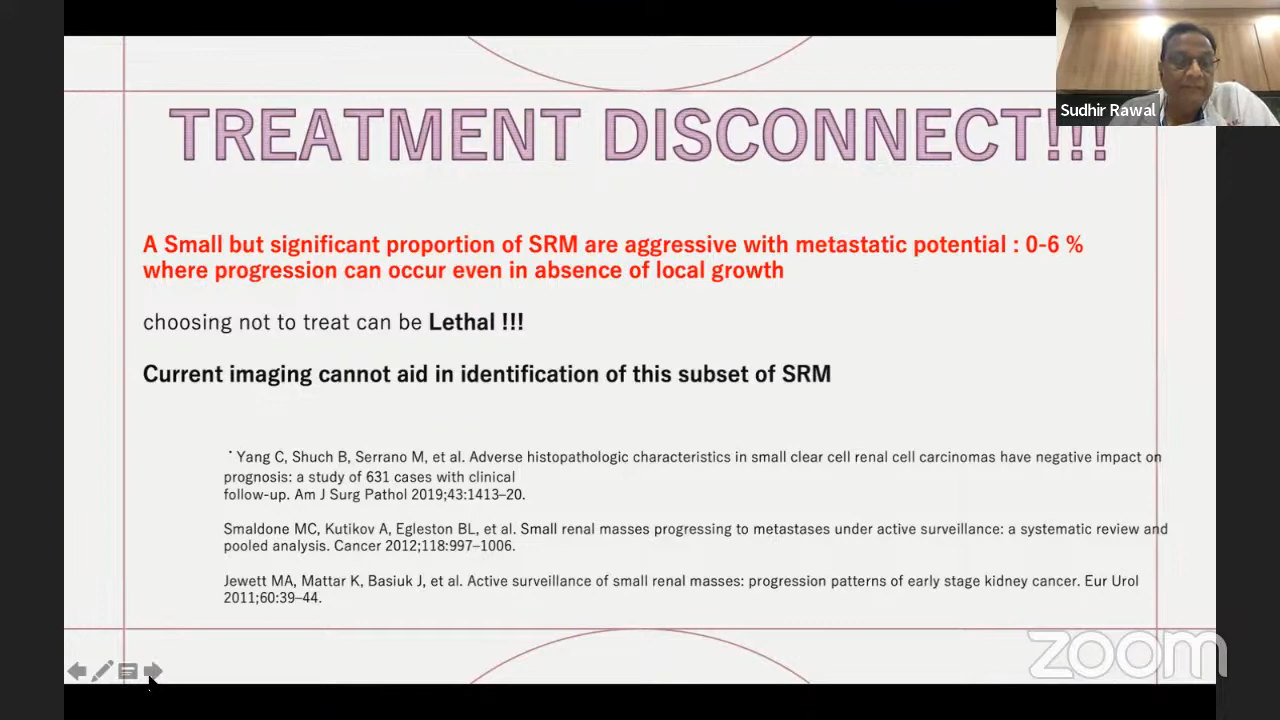 TREATMENT DISCONNECT!!!
Sudhir Rawal
A Small but significant proportion of SRM are aggressive with metastatic potential : 0-6 %
where progression can occur even in absence of local growth
choosing not to treat can be Lethal !!!
Current imaging cannot aid in identification of this subset of SRM
• Yang C, Shuch B, Serrano M, et al. Adverse histopathologic characteristics in small clear cell renal cell carcinomas have negative impact on
prognosis: a study of 631 cases with clinical
follow-up. Am J Surg Pathol 2019;43:1413–20.
Smaldone MC, Kutikov A, Egleston BL, et al. Small renal masses progressing to metastases under active surveillance: a systematic review and
pooled analysis. Cancer 2012;118:997–1006.
Jewett MA, Mattar K, Basiuk J, et al. Active surveillance of small renal masses: progression patterns of early stage kidney cancer. Eur Urol
2011;60:39–44.
zoom